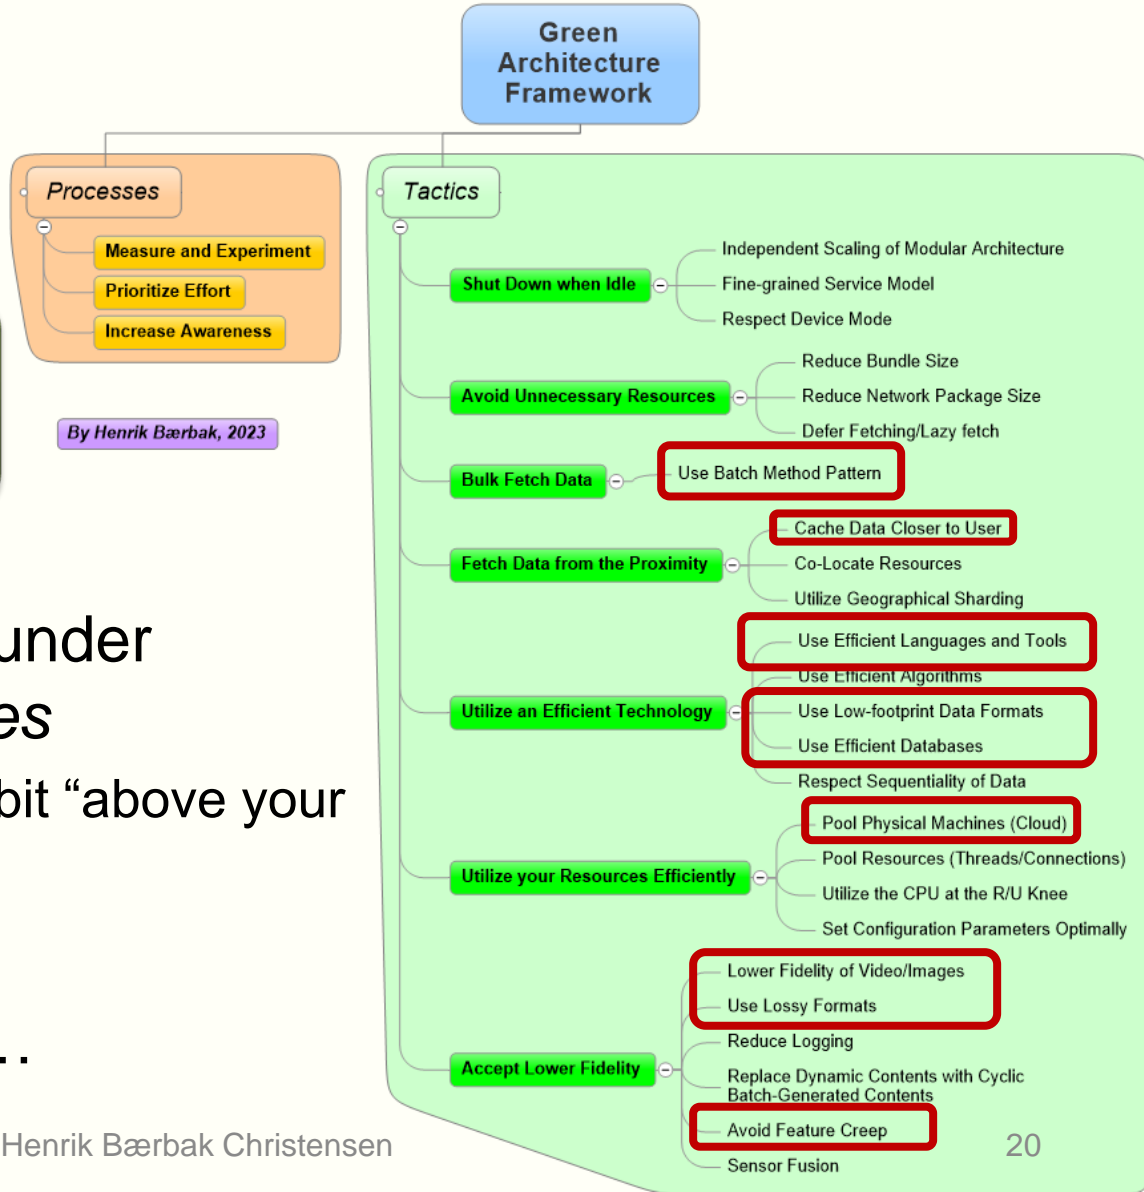 Green
Architecture
Framework
Processes
Measure and Experiment
Prioritize Effort
Increase Awareness
By Henrik Bærbak, 2023
Tactics
Shut Down when Idle
Independent Scaling of Modular Architecture
Fine-grained Service Model
Respect Device Mode
Avoid Unnecessary Resources
Reduce Bundle Size
Reduce Network Package Size
Defer Fetching/Lazy fetch
Bulk Fetch Data
Use Batch Method Pattern
Fetch Data from the Proximity
Cache Data Closer to User
Co-Locate Resources
Utilize Geographical Sharding
Utilize an Efficient Technology
Use Efficient Languages and Tools
Use Efficient Algorithms
Use Low-footprint Data Formats
Use Efficient Databases
Respect Sequentiality of Data
Utilize your Resources Efficiently
Pool Physical Machines (Cloud)
Pool Resources (Threads/Connections)
Utilize the CPU at the R/U Knee
Set Configuration Parameters Optimally
Accept Lower Fidelity
Lower Fidelity of Video/Images
Use Lossy Formats
Reduce Logging
Replace Dynamic Contents with Cyclic
Batch-Generated Contents
Avoid Feature Creep
Sensor Fusion
under
es
bit “above your
…
Henrik Bærbak Christensen
20